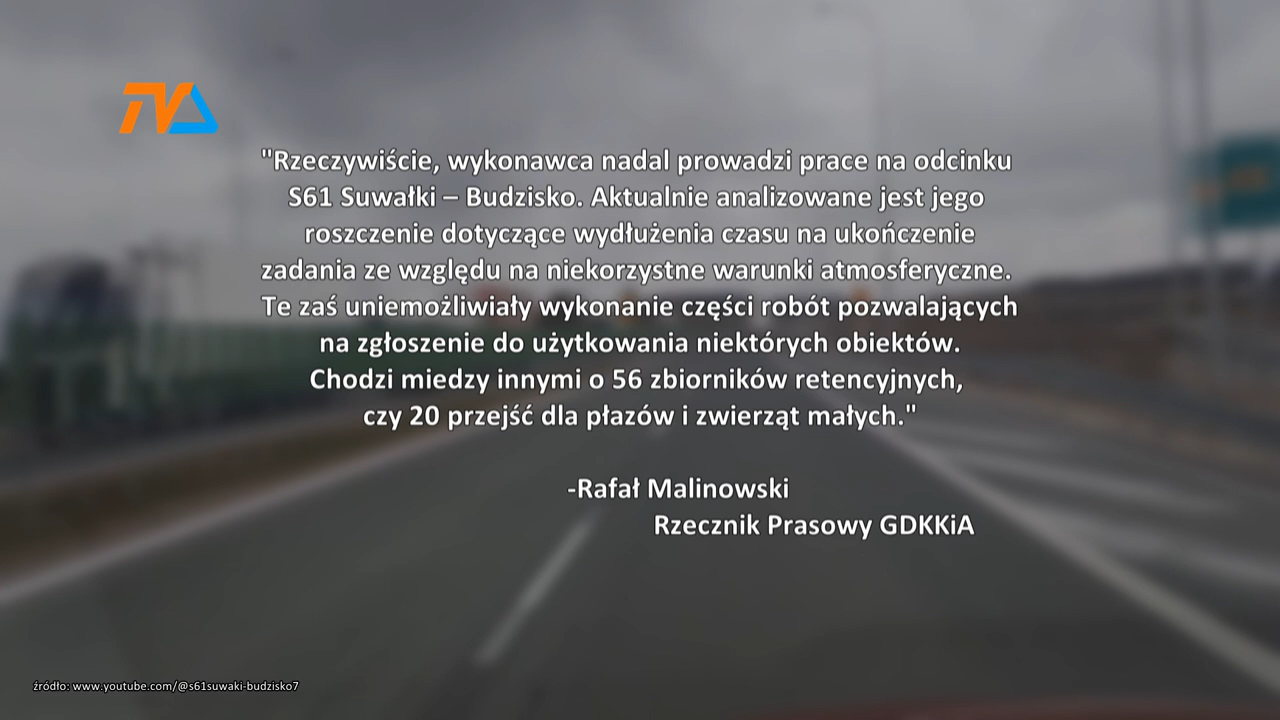 TVA
"Rzeczywiście, wykonawca nadal prowadzi prace na odcinku
S61 Suwałki – Budzisko. Aktualnie analizowane jest jego
roszczenie dotyczące wydłużenia czasu na ukończenie
zadania ze względu na niekorzystne warunki atmosferyczne.
Te zaś uniemożliwiały wykonanie części robót pozwalających
na zgłoszenie do użytkowania niektórych obiektów.
Chodzi miedzy innymi o 56 zbiorników retencyjnych,
czy 20 przejść dla płazów i zwierząt małych."
-Rafał Malinowski
Rzecznik Prasowy GDKKiA
źródło: www.youtube.com/@s61suwaki-budzisko7